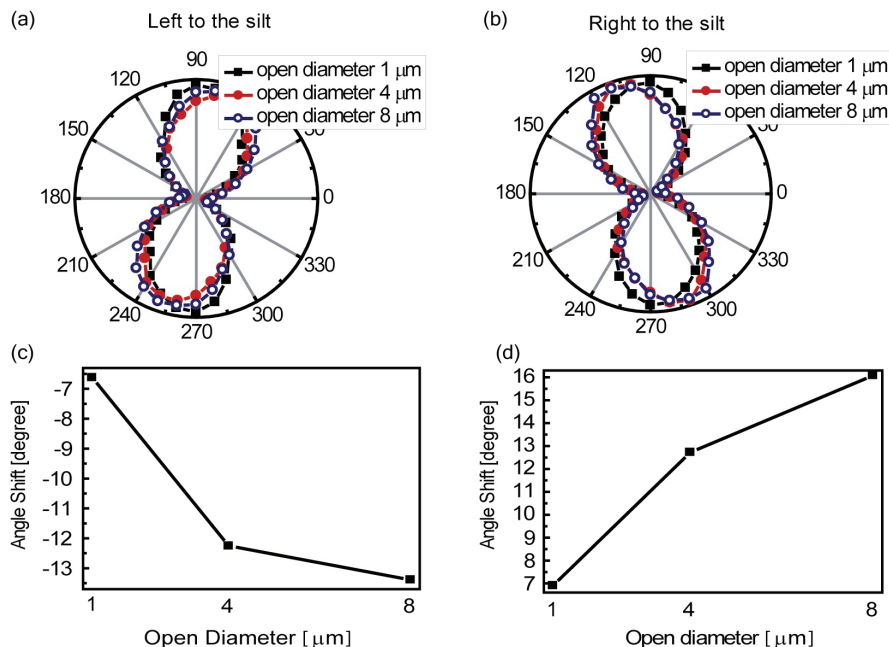 (a)
Left to the silt
90
120
150
180
210
240
270
300
330
0
30
open diameter 1 μm
open diameter 4 μm
open diameter 8 μm
(b)
Right to the silt
90
120
150
180
210
240
270
300
330
0
30
open diameter 1 μm
open diameter 4 μm
open diameter 8 μm
(c)
Angle Shift [degree]
-7
-8
-9
-10
-11
-12
-13
1 4 8
Open Diameter [ μm]
(d)
Angle Shift [degree]
16
15
14
13
12
11
10
9
8
7
1 4 8
Open diameter [ μm]